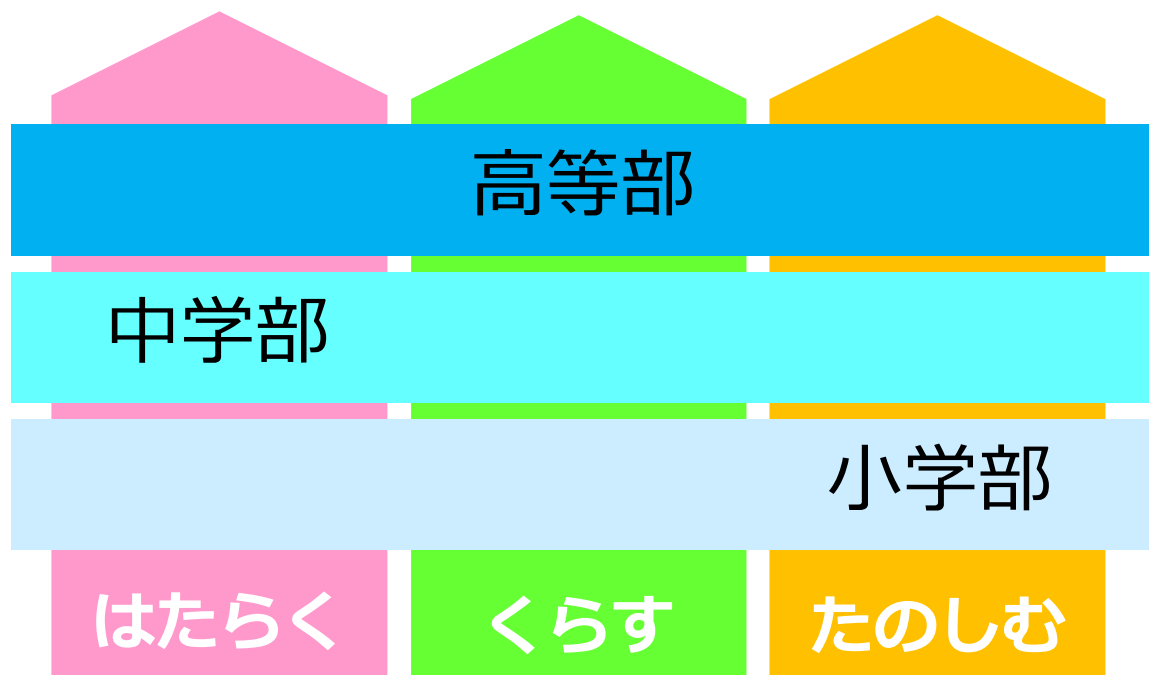 高等部
中学部
小学部
はたらく
くらす
たのしむ